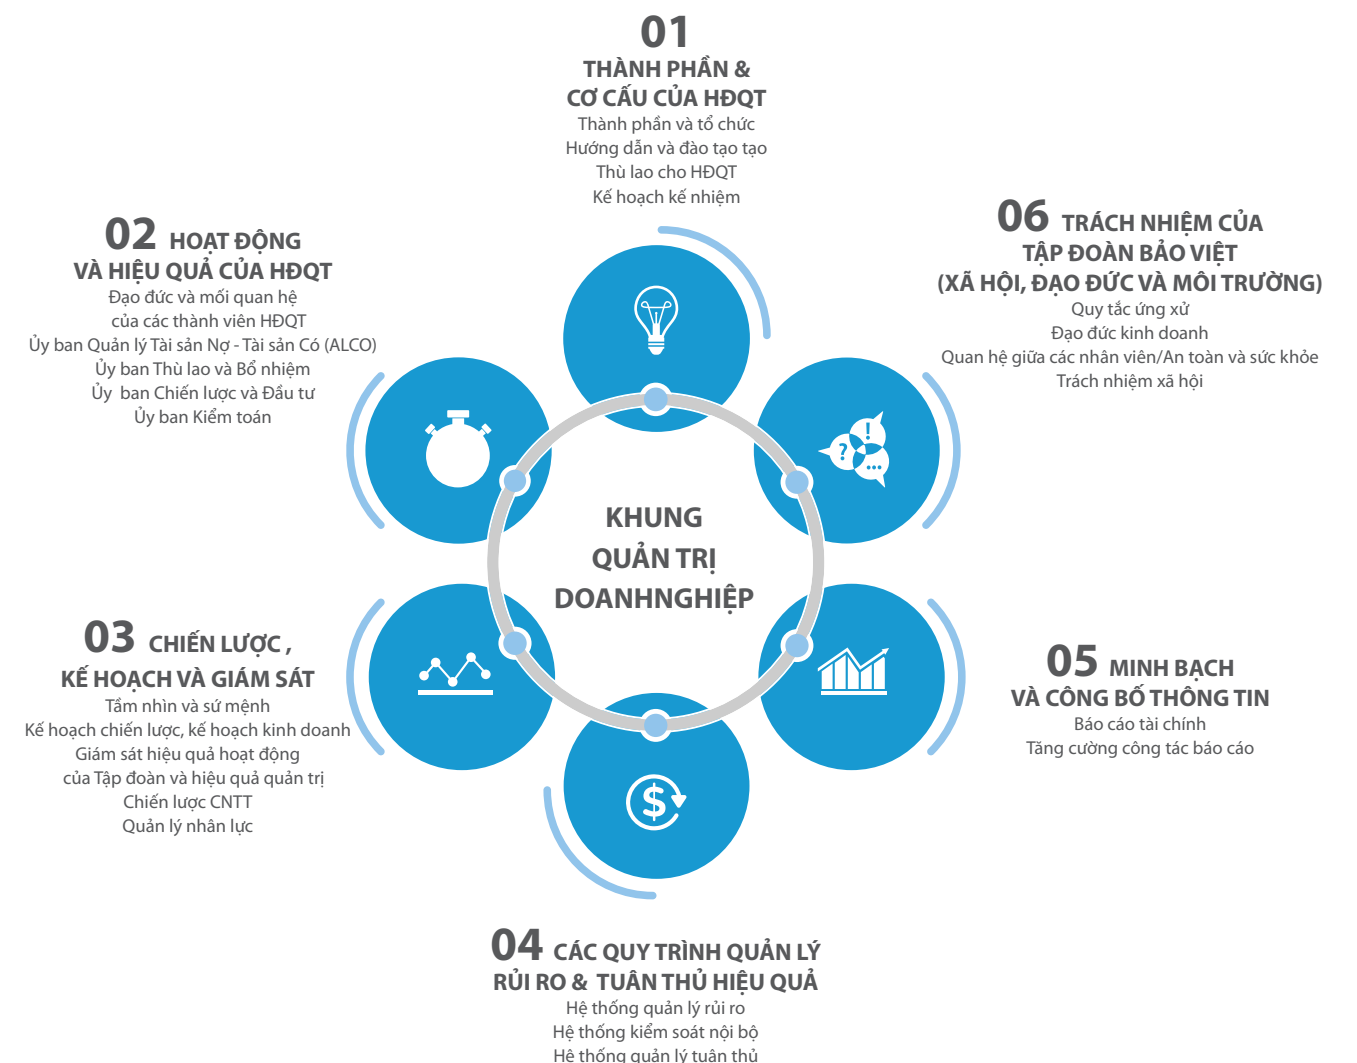 01
THÀNH PHẦN &
CƠ CẤU CỦA HĐQT
Thành phần và tổ chức
Hướng dẫn và đào tạo tạo
Thù lao cho HĐQT
Kế hoạch kế nhiệm
02 HOẠT ĐỘNG
VÀ HIỆU QUẢ CỦA HĐQT
Đạo đức và mối quan hệ
của các thành viên HĐQT
Ủy ban Quản lý Tài sản Nợ - Tài sản Có (ALCO)
Ủy ban Thù lao và Bổ nhiệm
Ủy ban Chiến lược và Đầu tư
Ủy ban Kiểm toán
03 CHIẾN LƯỢC ,
KẾ HOẠCH VÀ GIÁM SÁT
Tầm nhìn và sứ mệnh
Kế hoạch chiến lược, kế hoạch kinh doanh
Giám sát hiệu quả hoạt động
của Tập đoàn và hiệu quả quản trị
Chiến lược CNTT
Quản lý nhân lực
04 CÁC QUY TRÌNH QUẢN LÝ
RỦI RO & TUÂN THỦ HIỆU QUẢ
Hệ thống quản lý rủi ro
Hệ thống kiểm soát nội bộ
Hệ thống quản lý tuân thủ
05 MINH BẠCH
VÀ CÔNG BỐ THÔNG TIN
Báo cáo tài chính
Tăng cường công tác báo cáo
06 TRÁCH NHIỆM CỦA
TẬP ĐOÀN BẢO VIỆT
(XÃ HỘI, ĐẠO ĐỨC VÀ MÔI TRƯỜNG)
Quy tắc ứng xử
Đạo đức kinh doanh
Quan hệ giữa các nhân viên/An toàn và sức khỏe
Trách nhiệm xã hội
KHUNG
QUẢN TRỊ
DOANHNGHIỆP
! ? ...
$